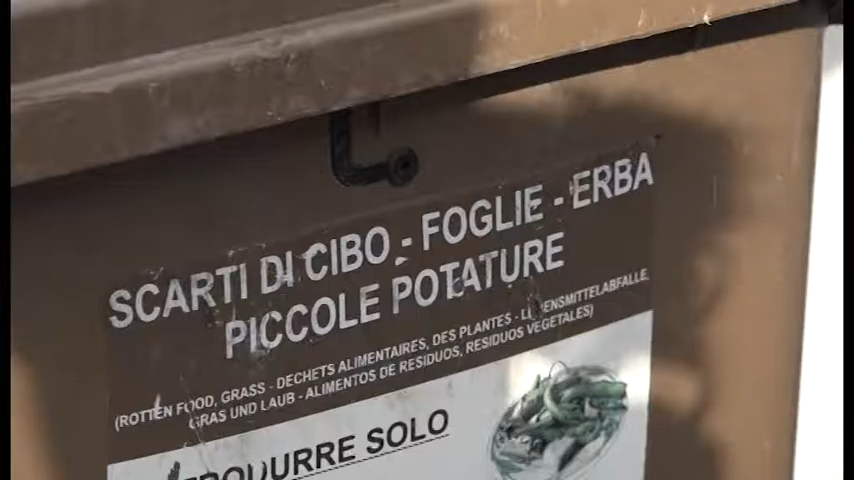 SCARTI DI CIBO - FOGLIE - ERBA
PICCOLE POTATURE
(ROTTEN FOOD, GRASS - DECHETS ALIMENTAIRES, DES PLANTES - LEBENSMITTELABFALLE,
GRAS UND LAUB - ALIMENTOS DE RESIDUOS, RESIDUOS VEGETALES)
SOLO